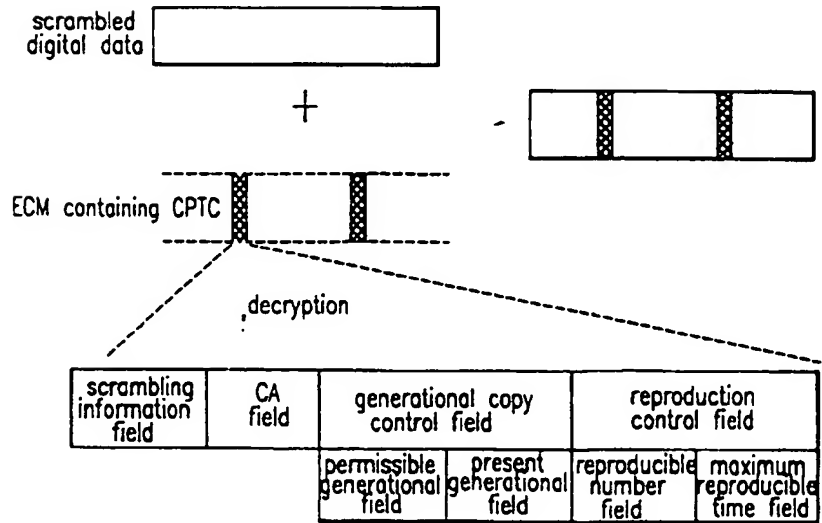 scrambled
digital data
+
-
ECM containing CPTC
decryption
scrambling
information
field
CA
field
generational copy
control field
reproduction
control field
permissible
generational
field
present
generational
field
reproducible
number
field
maximum
reproducible
time field